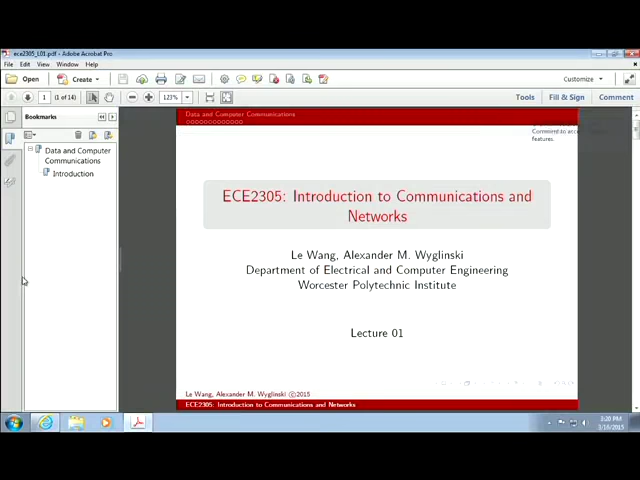 ece2305_L01.pdf - Adobe Acrobat Pro
File Edit View Window Help
Open Create Customize
1 (1 of 14) 123% Tools Fill & Sign Comment
Bookmarks
Data and Computer
Communications
Introduction
Data and Computer Communications
features.
ECE2305: Introduction to Communications and
Networks
Le Wang, Alexander M. Wyglinski
Department of Electrical and Computer Engineering
Worcester Polytechnic Institute
Lecture 01
Le Wang, Alexander M. Wyglinski ©2015
ECE2305: Introduction to Communications and Networks
3:20 PM
3/16/2015